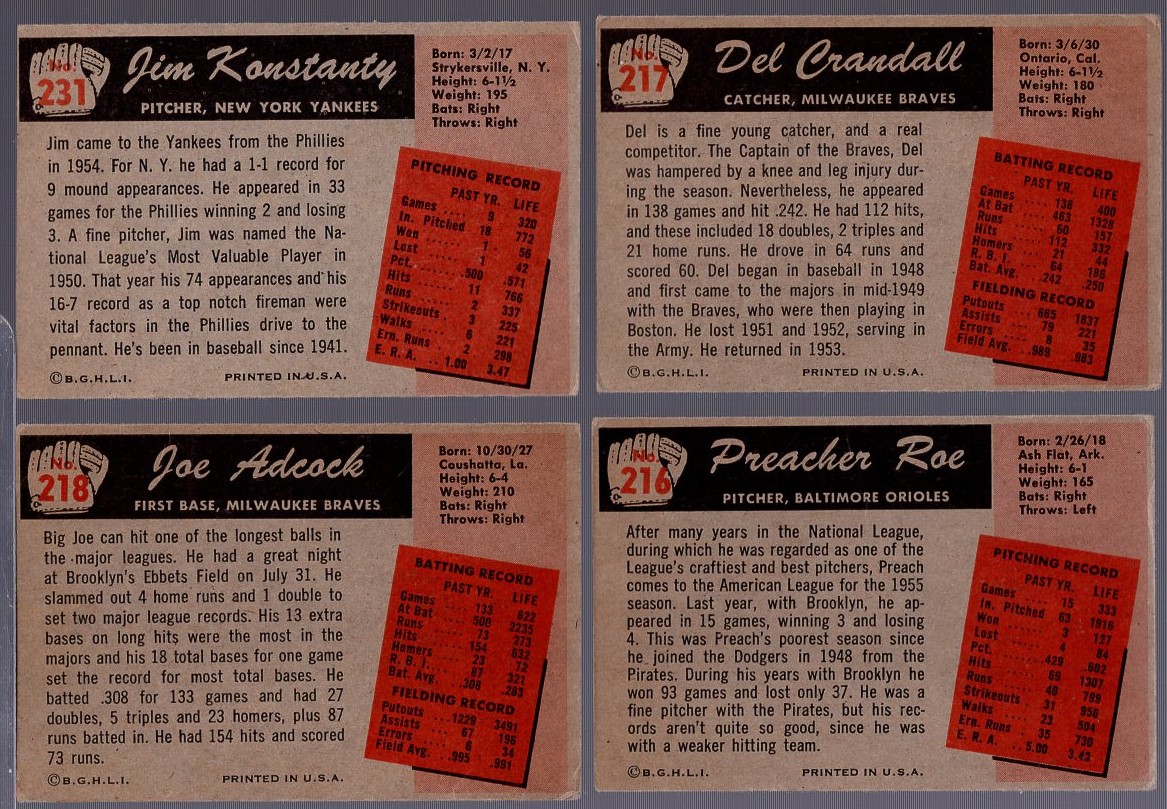 No.
231
Jim Konstanty
PITCHER, NEW YORK YANKEES
Born: 3/2/17
Strykersville, N. Y.
Height: 6-1½
Weight: 195
Bats: Right
Throws: Right
Jim came to the Yankees from the Phillies
in 1954. For N. Y. he had a 1-1 record for
9 mound appearances. He appeared in 33
games for the Phillies winning 2 and losing
3. A fine pitcher, Jim was named the Na-
tional League's Most Valuable Player in
1950. That year his 74 appearances and his
16-7 record as a top notch fireman were
vital factors in the Phillies drive to the
pennant. He's been in baseball since 1941.
PITCHING RECORD
PAST YR. LIFE
Games .... 9 320
In. Pitched 18 772
Won .... 1 56
Lost .... 1 42
Pct. .... .500 .571
Hits .... 11 766
Runs .... 2 337
Strikeouts 3 225
Walks .... 6 221
Ern. Runs . 2 298
E. R. A. .. 1.00 3.47
©B.G.H.L.I. PRINTED IN U.S.A.
No.
217
Del Crandall
CATCHER, MILWAUKEE BRAVES
Born: 3/6/30
Ontario, Cal.
Height: 6-1½
Weight: 180
Bats: Right
Throws: Right
Del is a fine young catcher, and a real
competitor. The Captain of the Braves, Del
was hampered by a knee and leg injury dur-
ing the season. Nevertheless, he appeared
in 138 games and hit .242. He had 112 hits,
and these included 18 doubles, 2 triples and
21 home runs. He drove in 64 runs and
scored 60. Del began in baseball in 1948
and first came to the majors in mid-1949
with the Braves, who were then playing in
Boston. He lost 1951 and 1952, serving in
the Army. He returned in 1953.
BATTING RECORD
PAST YR. LIFE
Games .... 138 400
At Bat .... 463 1328
Runs .... 60 157
Hits .... 112 332
Homers .... 21 44
R. B. I. .... 64 186
Bat. Avg. .. .242 .250
FIELDING RECORD
Putouts .. 665 1837
Assists .. 79 221
Errors .... 8 35
Field Avg. .989 .983
©B.G.H.L.I. PRINTED IN U.S.A.
No.
218
Joe Adcock
FIRST BASE, MILWAUKEE BRAVES
Born: 10/30/27
Coushatta, La.
Height: 6-4
Weight: 210
Bats: Right
Throws: Right
Big Joe can hit one of the longest balls in
the major leagues. He had a great night
at Brooklyn's Ebbets Field on July 31. He
slammed out 4 home runs and 1 double to
set two major league records. His 13 extra
bases on long hits were the most in the
majors and his 18 total bases for one game
set the record for most total bases. He
batted .308 for 133 games and had 27
doubles, 5 triples and 23 homers, plus 87
runs batted in. He had 154 hits and scored
73 runs.
BATTING RECORD
PAST YR. LIFE
Games .... 133 622
At Bat .... 500 2235
Runs .... 73 273
Hits .... 154 632
Homers .... 23 72
R. B. I. .... 87 321
Bat. Avg. .. .308 .283
FIELDING RECORD
Putouts .. 1229 3491
Assists .. 67 196
Errors .... 6 34
Field Avg. .995 .991
©B.G.H.L.I. PRINTED IN U.S.A.
No.
216
Preacher Roe
PITCHER, BALTIMORE ORIOLES
Born: 2/26/18
Ash Flat, Ark.
Height: 6-1
Weight: 165
Bats: Right
Throws: Left
After many years in the National League,
during which he was regarded as one of the
League's craftiest and best pitchers, Preach
comes to the American League for the 1955
season. Last year, with Brooklyn, he ap-
peared in 15 games, winning 3 and losing
4. This was Preach's poorest season since
he joined the Dodgers in 1948 from the
Pirates. During his years with Brooklyn he
won 93 games and lost only 37. He was a
fine pitcher with the Pirates, but his rec-
ords aren't quite so good, since he was
with a weaker hitting team.
PITCHING RECORD
PAST YR. LIFE
Games .... 15 333
In. Pitched 63 1916
Won .... 3 127
Lost .... 4 84
Pct. .... .429 .602
Hits .... 69 1907
Runs .... 40 799
Strikeouts 31 956
Walks .... 23 504
Ern. Runs 35 730
E. R. A. .. 5.00 3.43
©B.G.H.L.I. PRINTED IN U.S.A.